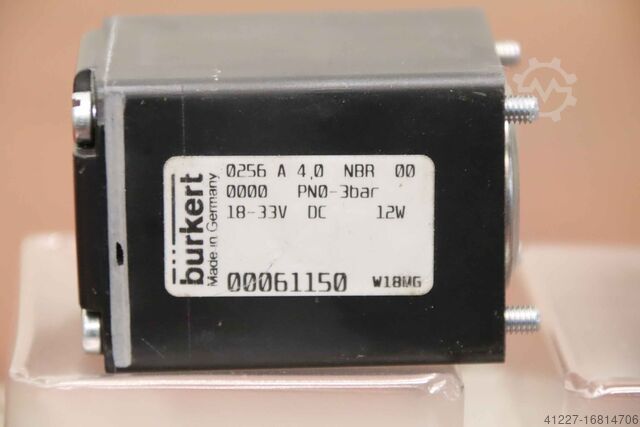 burkert
Made in Germany
0256 A 4,0 NBR 00
0000 PN0-3bar
18-33V DC 12W
00061150 W18MG
41227-16814706